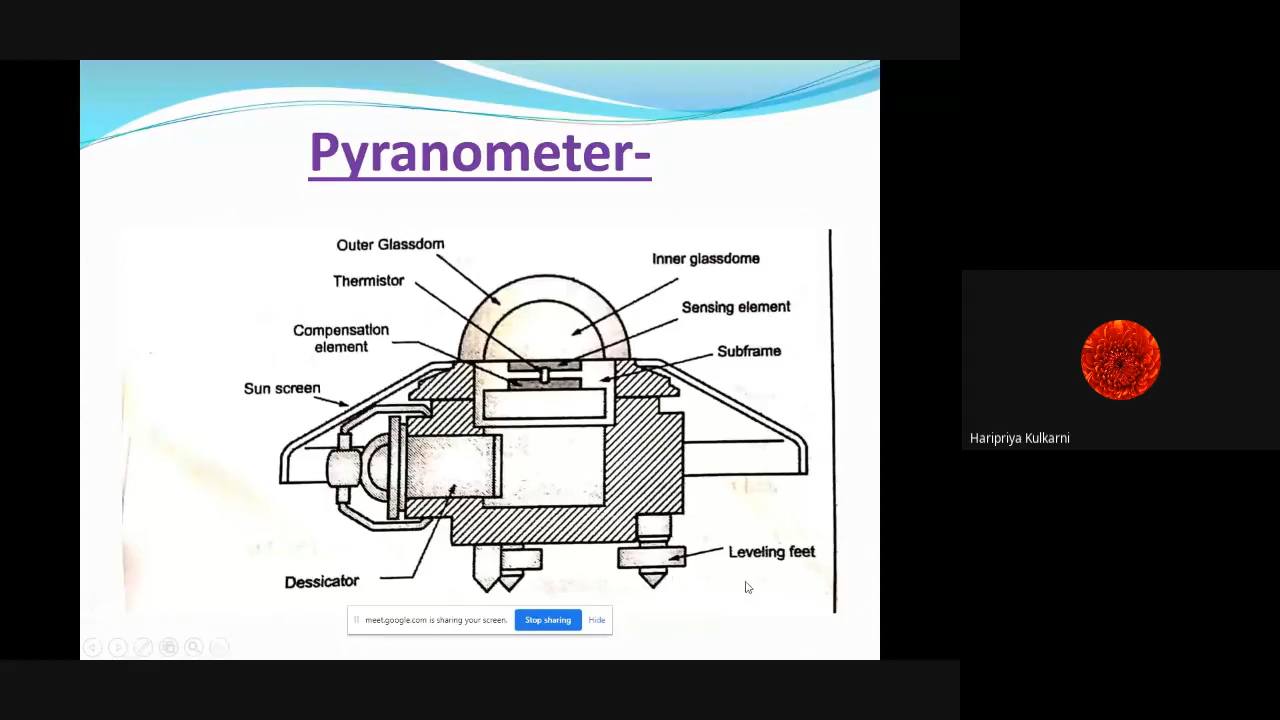 Pyranometer-
Outer Glassdom
Inner glassdome
Thermistor
Sensing element
Compensation
element
Subframe
Sun screen
Leveling feet
Dessicator
meet.google.com is sharing your screen.
Stop sharing
Hide
Haripriya Kulkarni